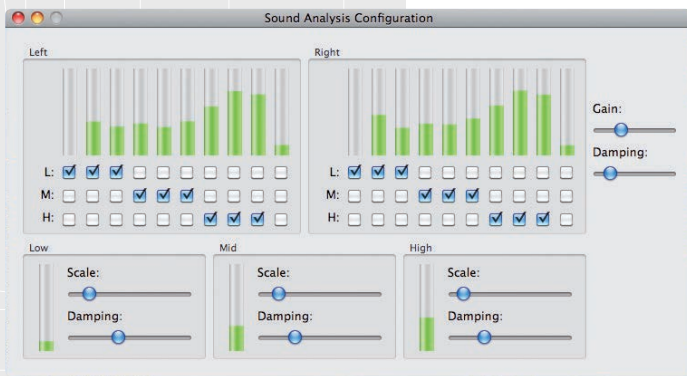 Sound Analysis Configuration
Left
Right
L:
M:
H:
L:
M:
H:
Gain:
Damping:
Low
Scale:
Damping:
Mid
Scale:
Damping:
High
Scale:
Damping: